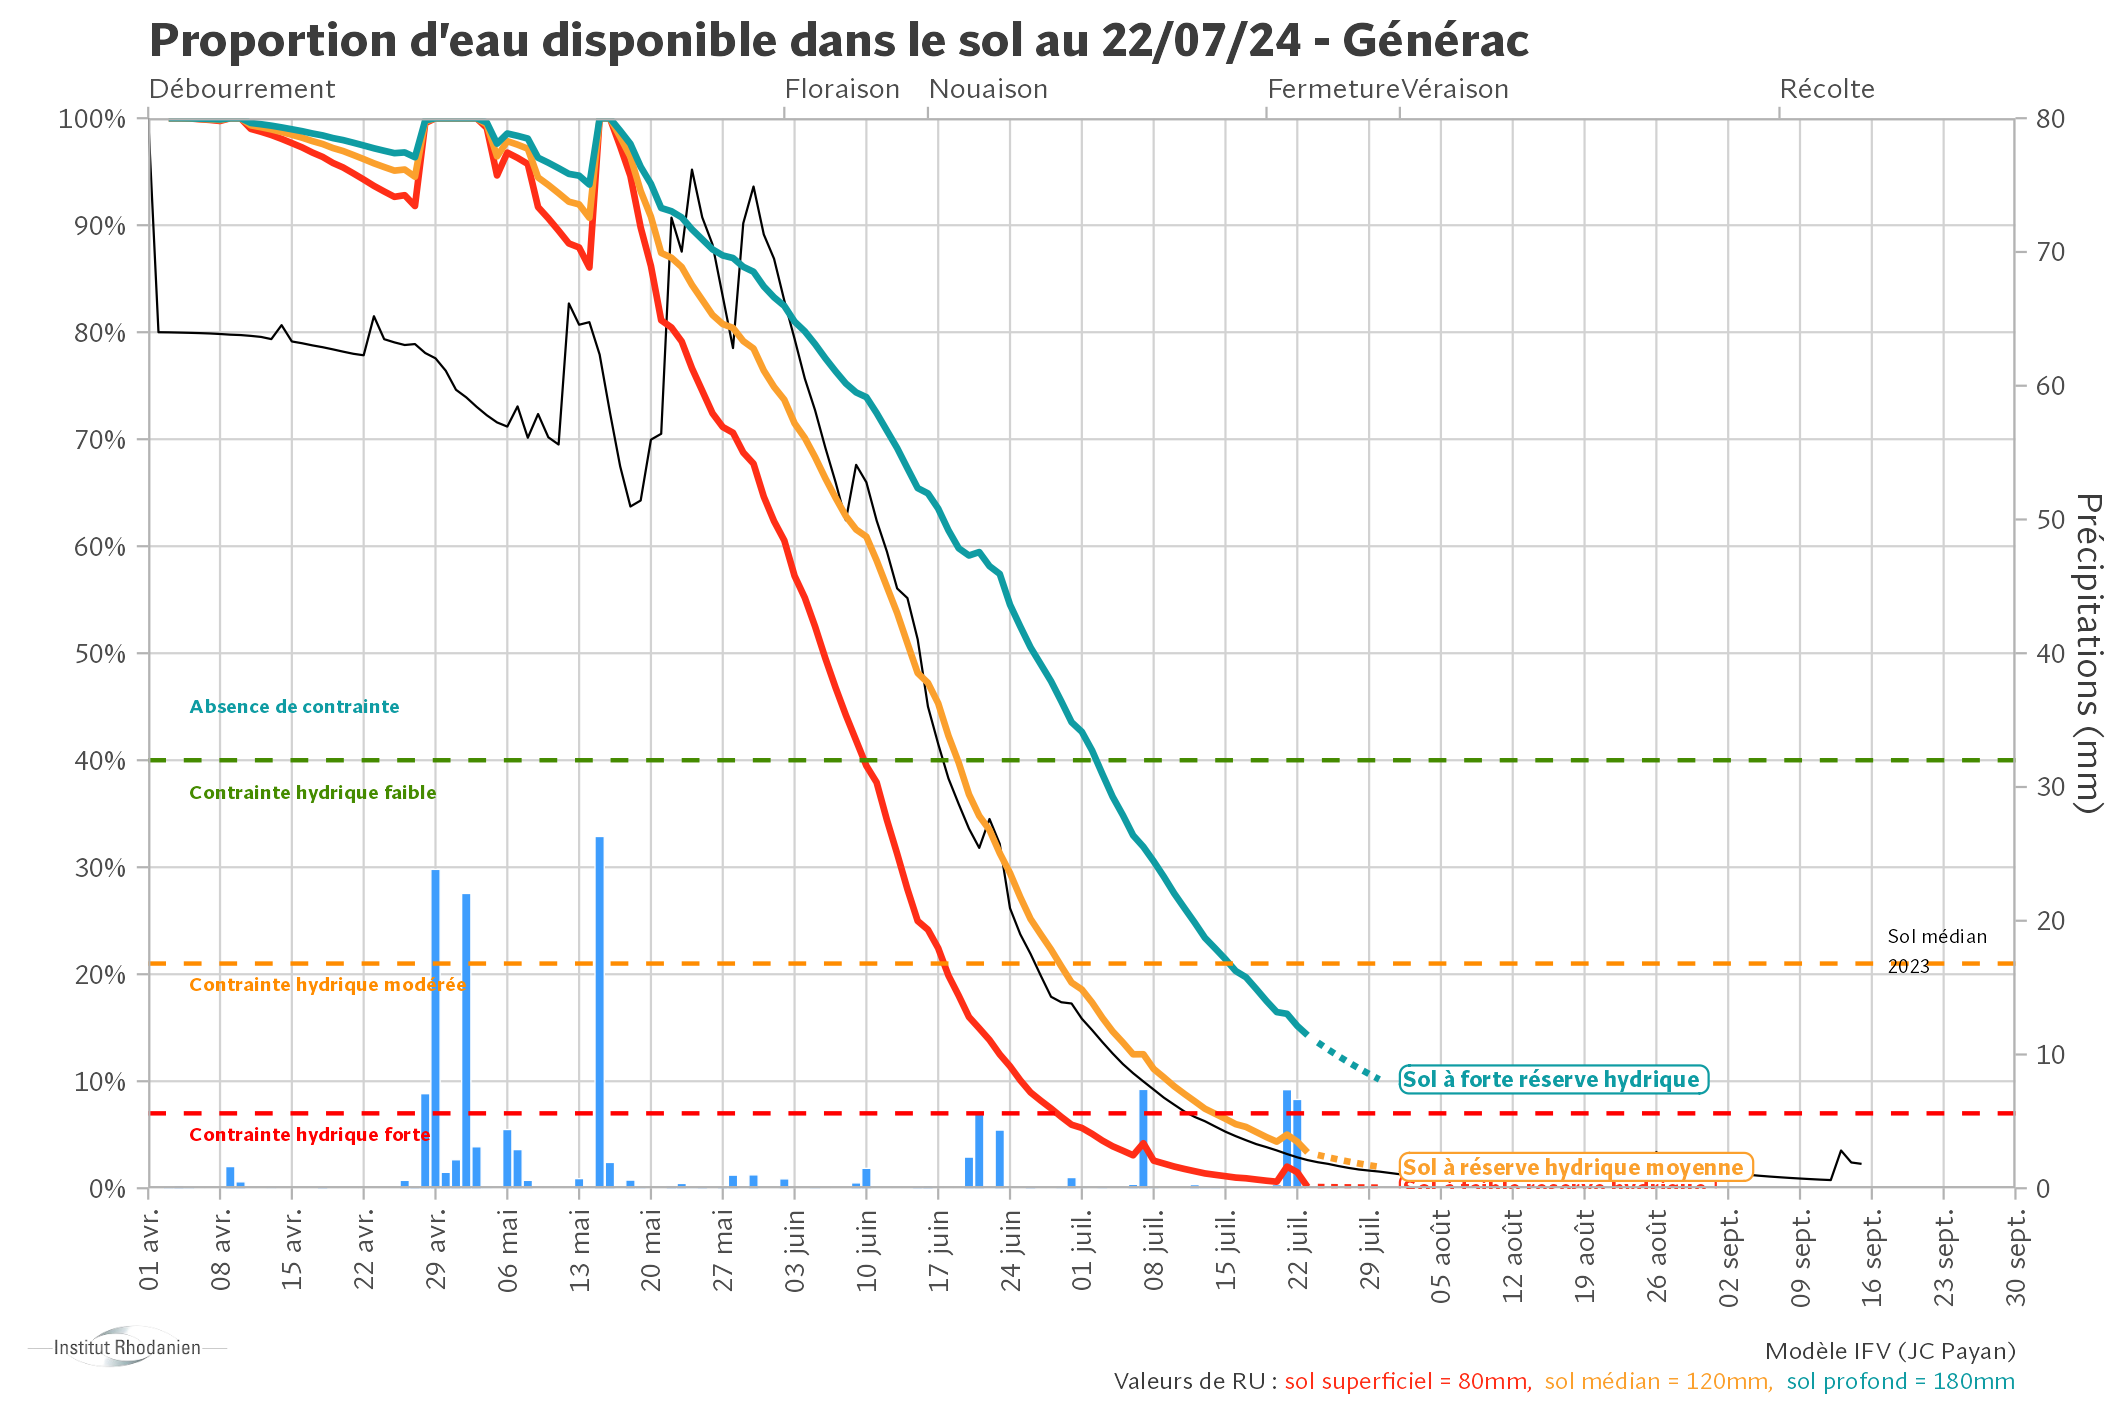 Proportion d'eau disponible dans le sol au 22/07/24 - Générac
Débourrement Floraison Nouaison Fermeture Véraison Récolte
100% 80
90%
70
80%
60
70%
60%
50
50%
40
40%
30
30%
20
20%
10%
10
0% 0
Précipitations (mm)
Absence de contrainte
Contrainte hydrique faible
Sol médian
2023
Contrainte hydrique modérée
Sol à forte réserve hydrique
Contrainte hydrique forte
Sol à réserve hydrique moyenne
Sol à faible réserve hydrique
01 avr. 08 avr. 15 avr. 22 avr. 29 avr. 06 mai 13 mai 20 mai 27 mai 03 juin 10 juin 17 juin 24 juin 01 juil. 08 juil. 15 juil. 22 juil. 29 juil. 05 août 12 août 19 août 26 août 02 sept. 09 sept. 16 sept. 23 sept. 30 sept.
Institut Rhodanien
Modèle IFV (JC Payan)
Valeurs de RU : sol superficiel = 80mm, sol médian = 120mm, sol profond = 180mm